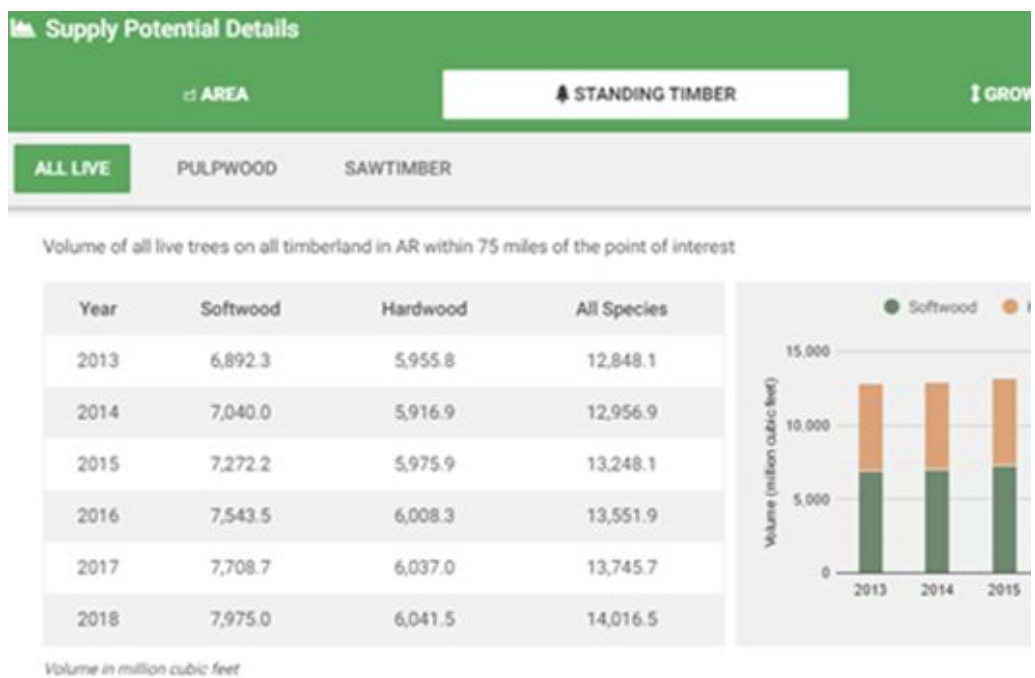 Supply Potential Details
AREA STANDING TIMBER GROW
ALL LIVE PULPWOOD SAWTIMBER
Volume of all live trees on all timberland in AR within 75 miles of the point of interest
Year Softwood Hardwood All Species
2013 6,892.3 5,955.8 12,848.1
2014 7,040.0 5,916.9 12,956.9
2015 7,272.2 5,975.9 13,248.1
2016 7,543.5 6,008.3 13,551.9
2017 7,708.7 6,037.0 13,745.7
2018 7,975.0 6,041.5 14,016.5
Volume in million cubic feet
Softwood
Volume (million cubic feet)
15,000
10,000
5,000
0
2013 2014 2015